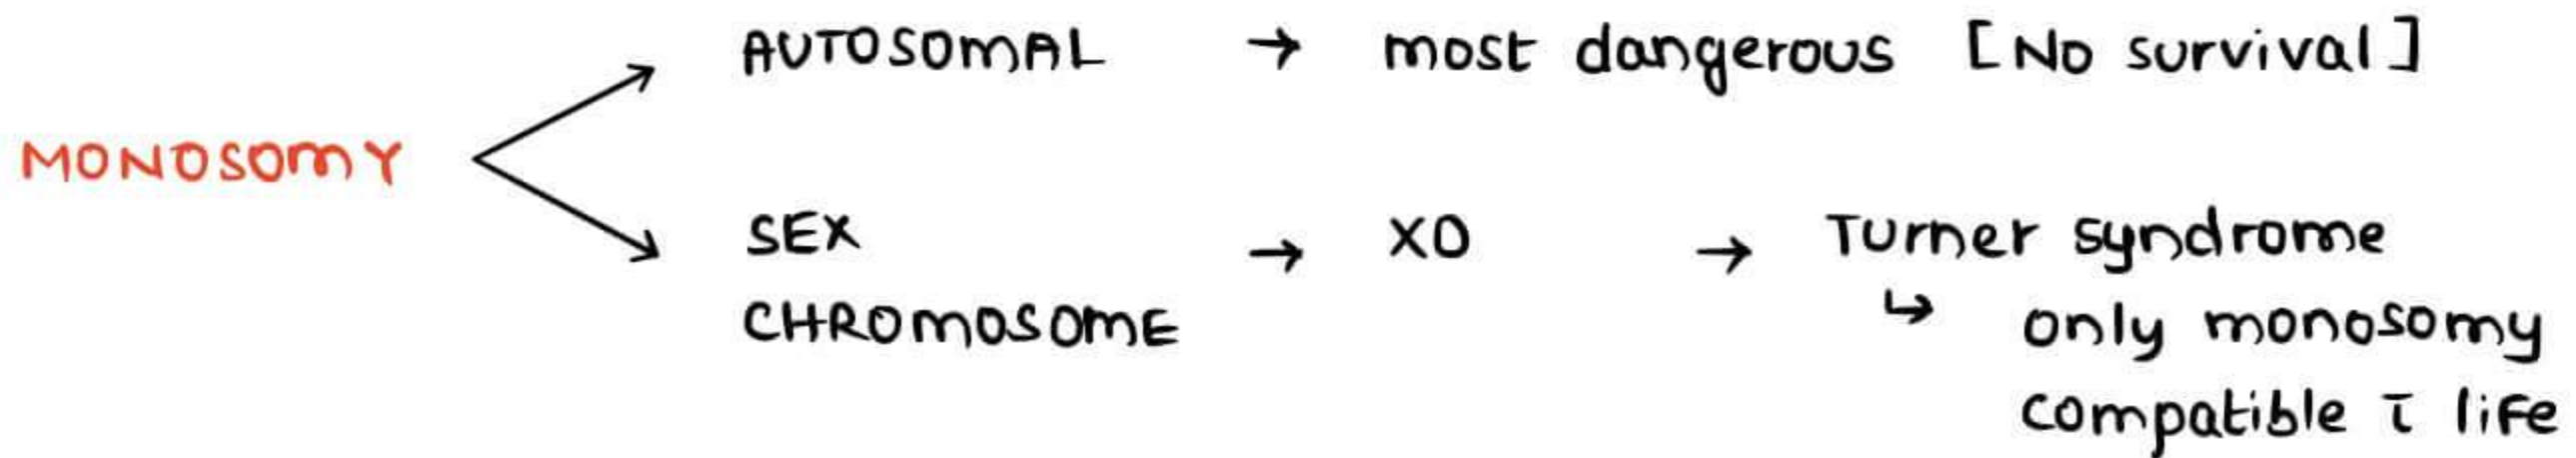 AUTOSOMAL → most dangerous [No survival]
MONOSOMY
SEX → XO → Turner syndrome
CHROMOSOME ↳ only monosomy
compatible c̄ life